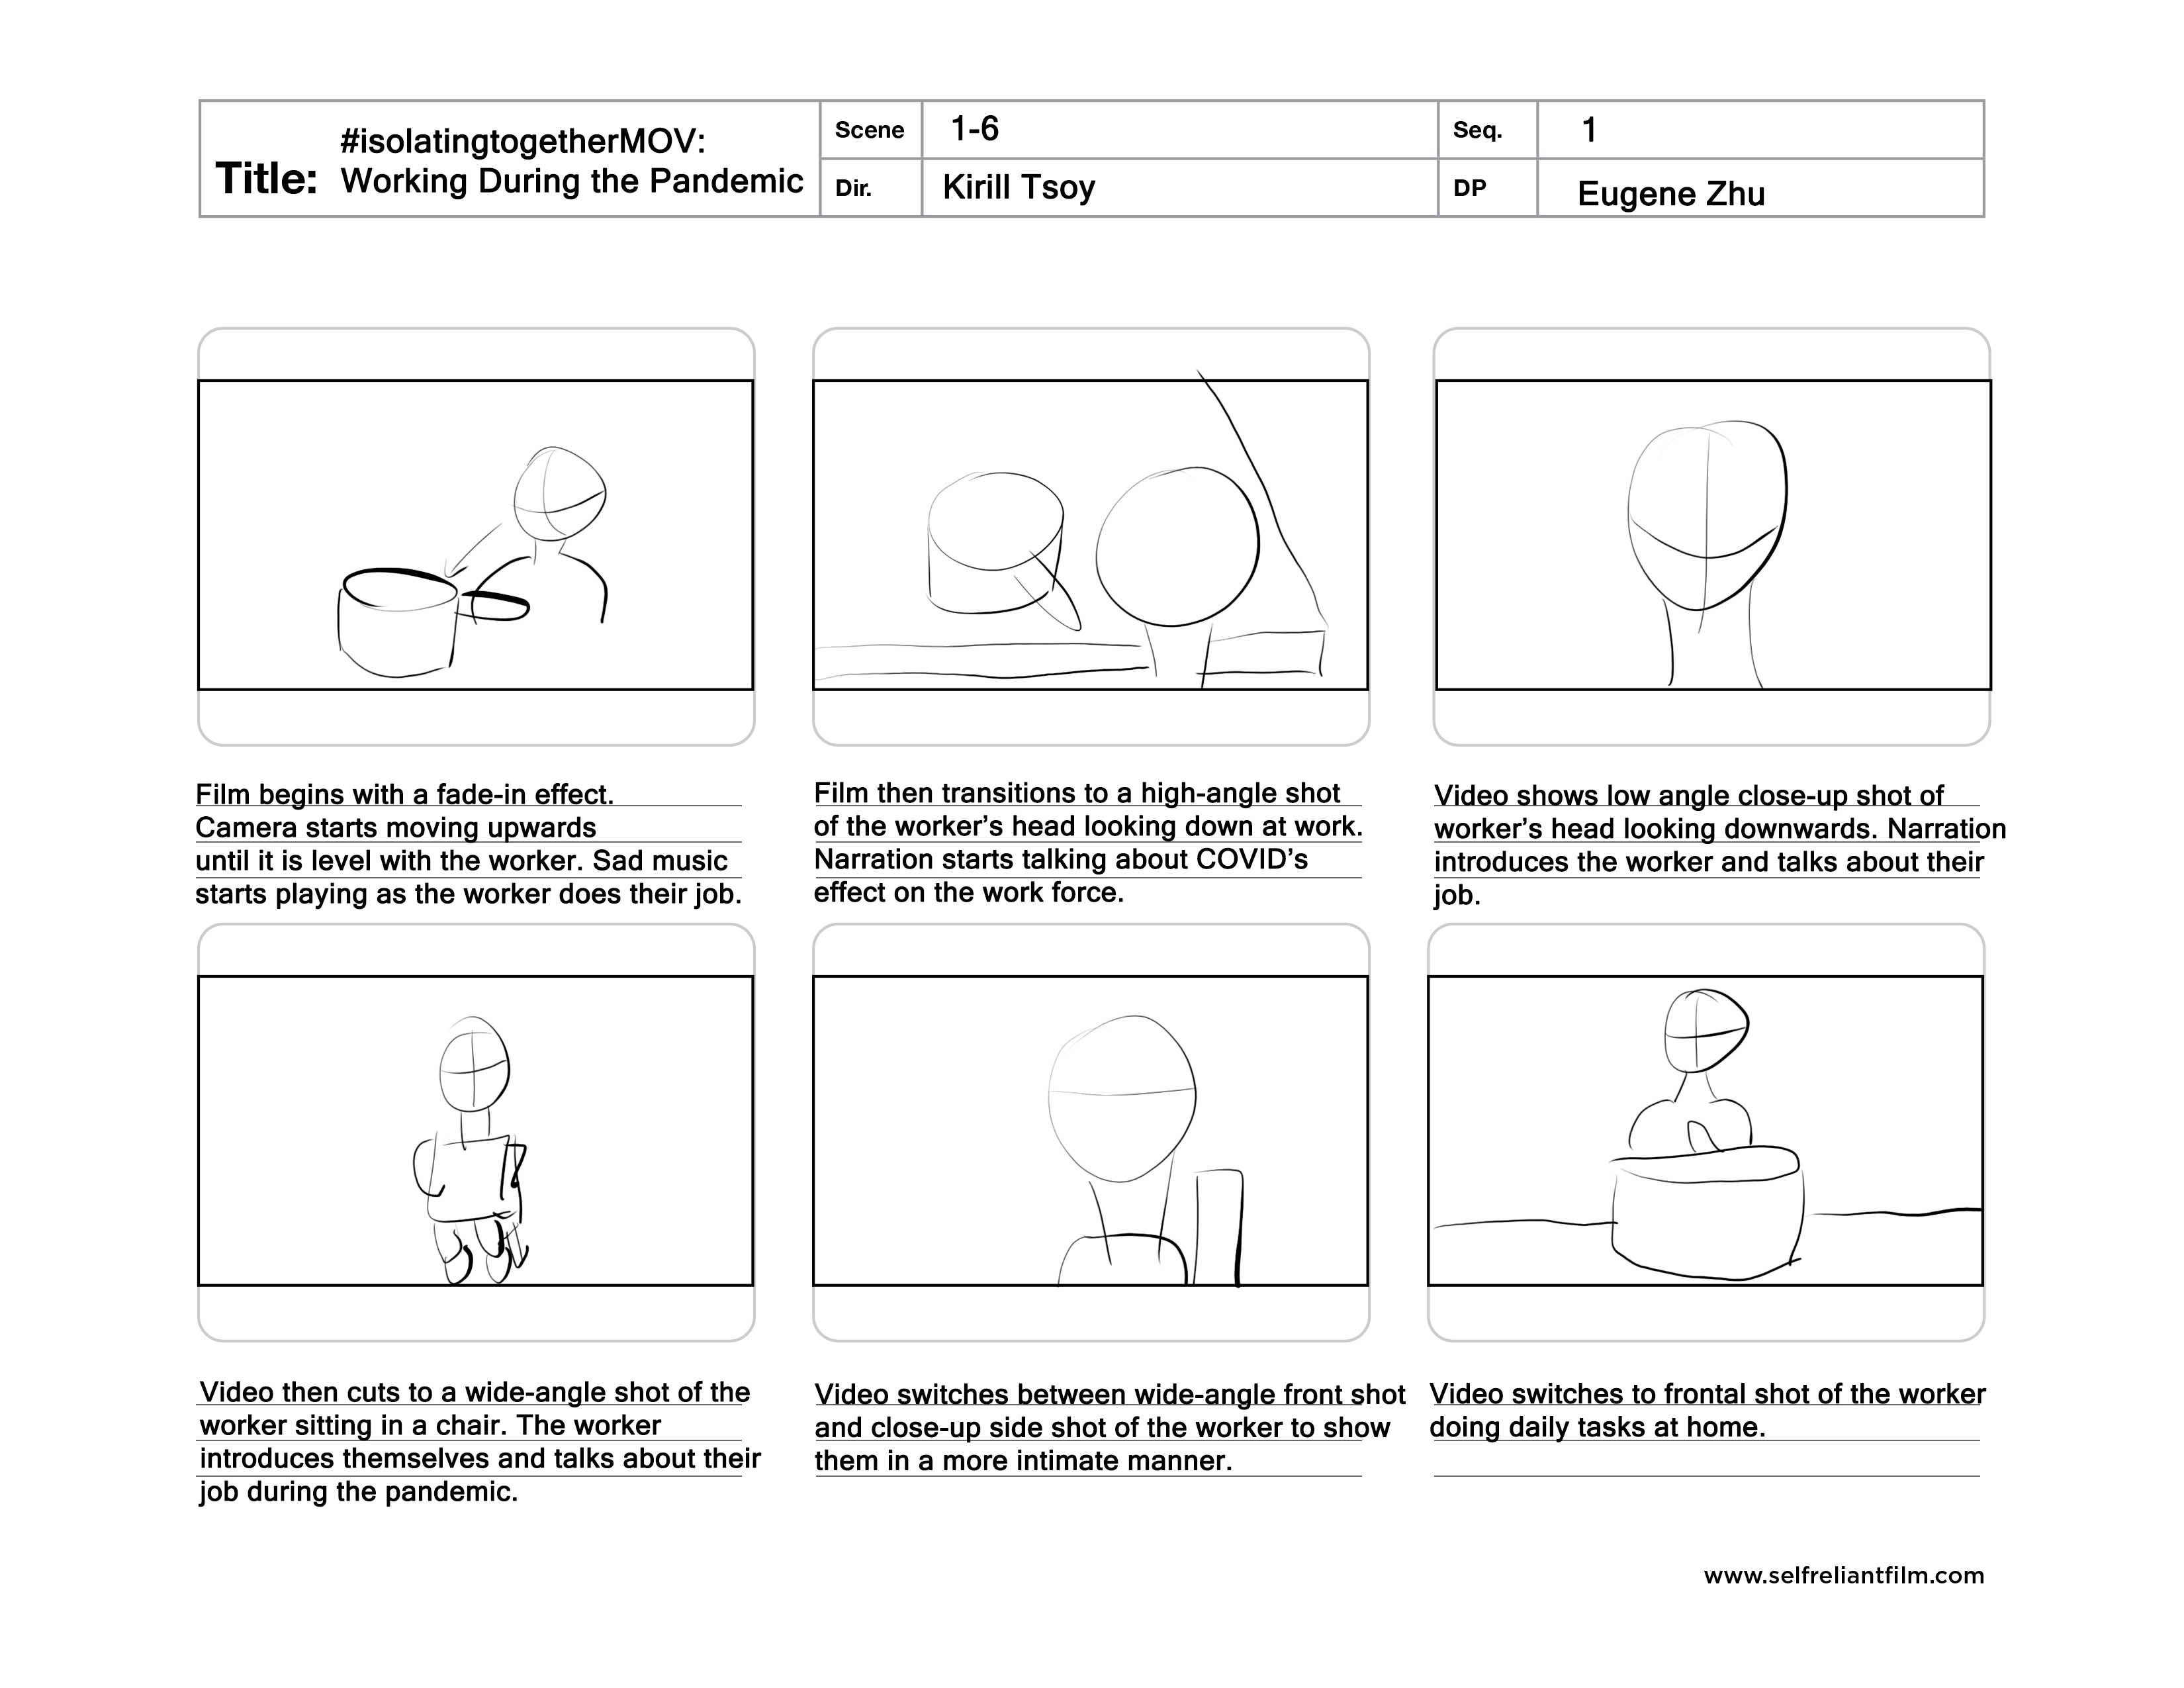 #isolatingtogetherMOV:
Title: Working During the Pandemic
Scene 1-6
Seq. 1
Dir. Kirill Tsoy
DP Eugene Zhu
Film begins with a fade-in effect.
Camera starts moving upwards
until it is level with the worker. Sad music
starts playing as the worker does their job.
Film then transitions to a high-angle shot
of the worker's head looking down at work.
Narration starts talking about COVID's
effect on the work force.
Video shows low angle close-up shot of
worker's head looking downwards. Narration
introduces the worker and talks about their
job.
Video then cuts to a wide-angle shot of the
worker sitting in a chair. The worker
introduces themselves and talks about their
job during the pandemic.
Video switches between wide-angle front shot
and close-up side shot of the worker to show
them in a more intimate manner.
Video switches to frontal shot of the worker
doing daily tasks at home.
www.selfreliantfilm.com